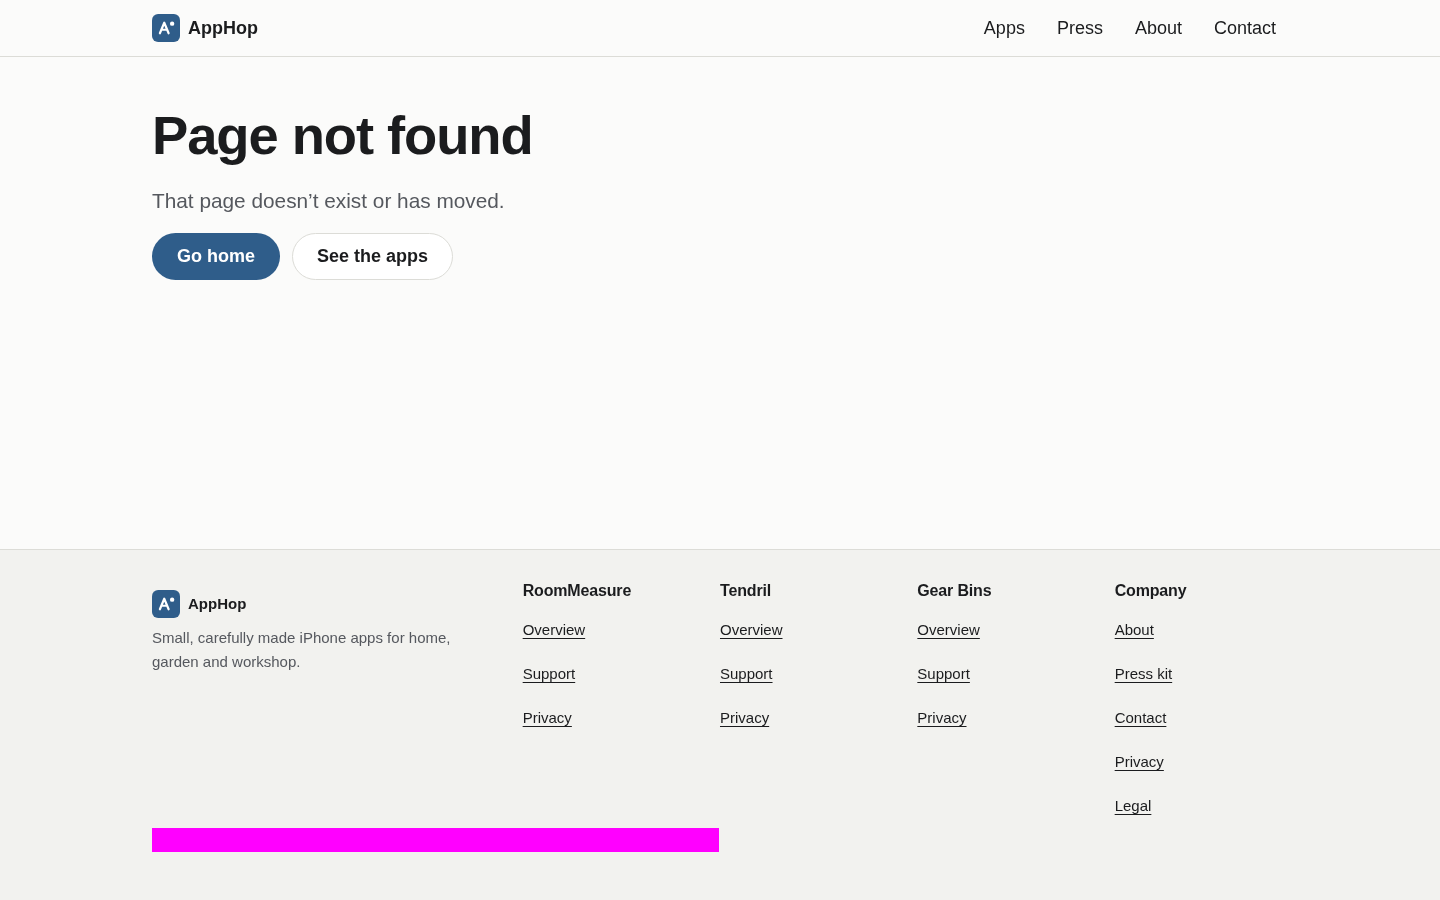 AppHop
Apps
Press
About
Contact
Page not found
That page doesn’t exist or has moved.
Go home
See the apps
AppHop
Small, carefully made iPhone apps for home,
garden and workshop.
RoomMeasure
Overview
Support
Privacy
Tendril
Overview
Support
Privacy
Gear Bins
Overview
Support
Privacy
Company
About
Press kit
Contact
Privacy
Legal